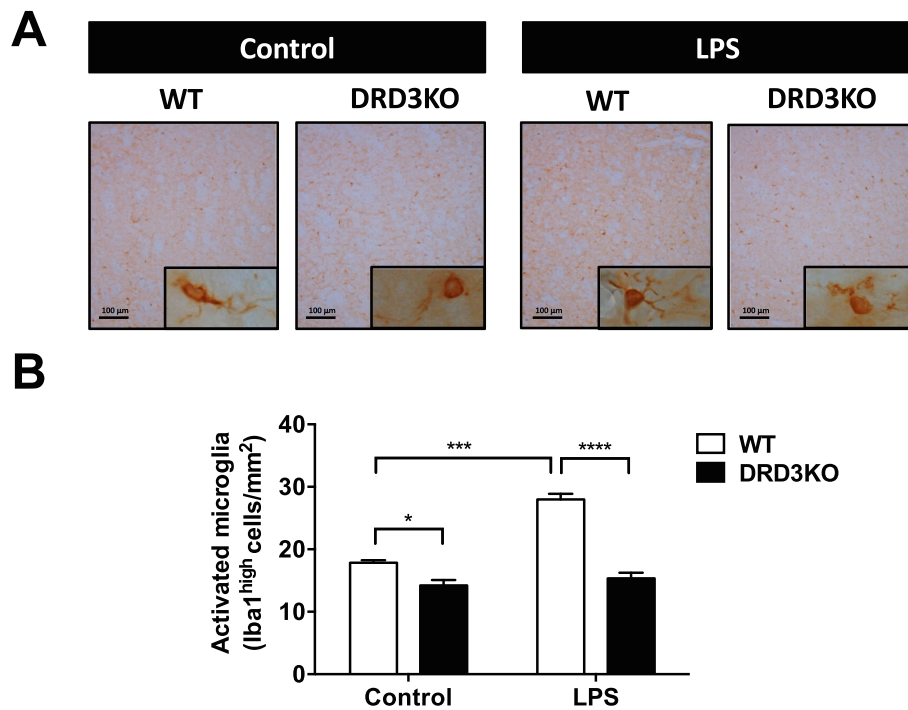 A
Control
LPS
WT
DRD3KO
WT
DRD3KO
100 µm
100 µm
100 µm
100 µm
B
Activated microglia
(Iba1high cells/mm2)
40
30
20
10
0
***
****
*
WT
DRD3KO
Control
LPS